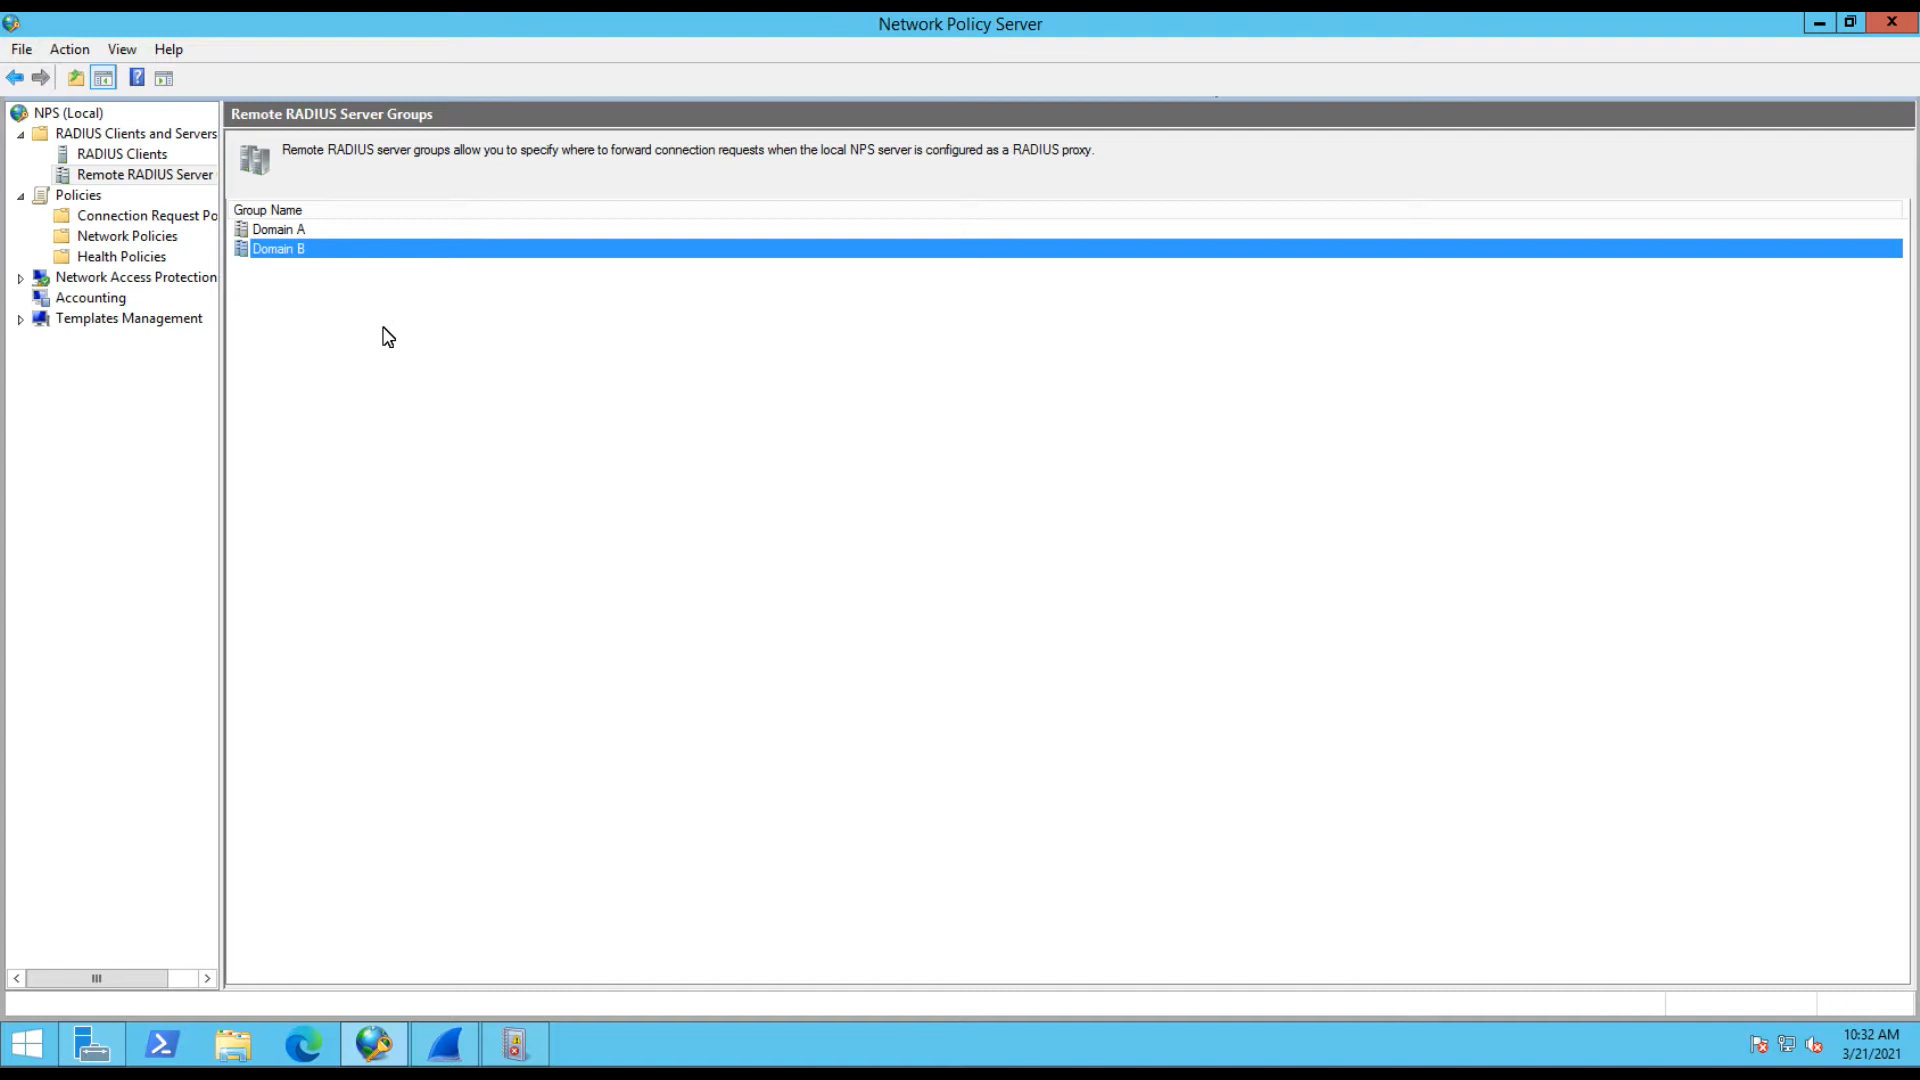 Network Policy Server
File Action View Help
NPS (Local)
RADIUS Clients and Servers
RADIUS Clients
Remote RADIUS Server
Policies
Connection Request Po
Network Policies
Health Policies
Network Access Protection
Accounting
Templates Management
Remote RADIUS Server Groups
Remote RADIUS server groups allow you to specify where to forward connection requests when the local NPS server is configured as a RADIUS proxy.
Group Name
Domain A
Domain B
10:32 AM
3/21/2021